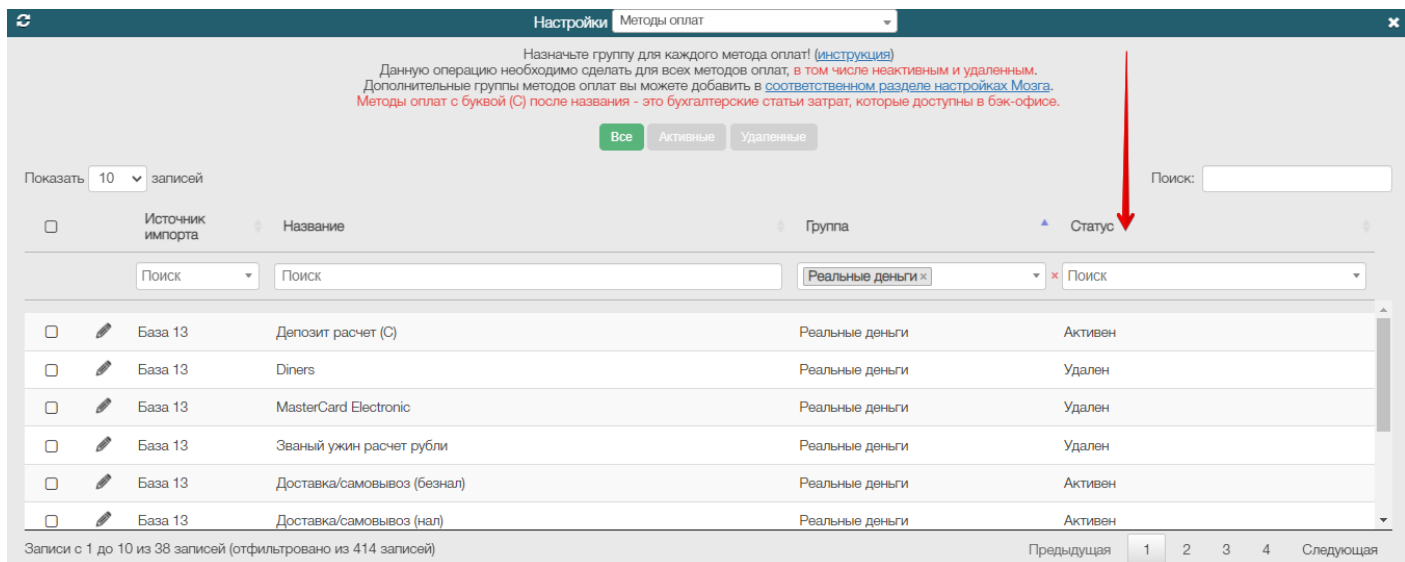 Настройки Методы оплат
Назначьте группу для каждого метода оплат! (инструкция)
Данную операцию необходимо сделать для всех методов оплат, в том числе неактивным и удаленным.
Дополнительные группы методов оплат вы можете добавить в соответственном разделе настройках Мозга.
Методы оплат с буквой (С) после названия - это бухгалтерские статьи затрат, которые доступны в бэк-офисе.
Все Активные Удаленные
Показать 10 записей Поиск:
Источник импорта Название Группа Статус
Поиск Поиск Реальные деньги × × Поиск
База 13 Депозит расчет (С) Реальные деньги Активен
База 13 Diners Реальные деньги Удален
База 13 MasterCard Electronic Реальные деньги Удален
База 13 Званый ужин расчет рубли Реальные деньги Удален
База 13 Доставка/самовывоз (безнал) Реальные деньги Активен
База 13 Доставка/самовывоз (нал) Реальные деньги Активен
Записи с 1 до 10 из 38 записей (отфильтровано из 414 записей) Предыдущая 1 2 3 4 Следующая